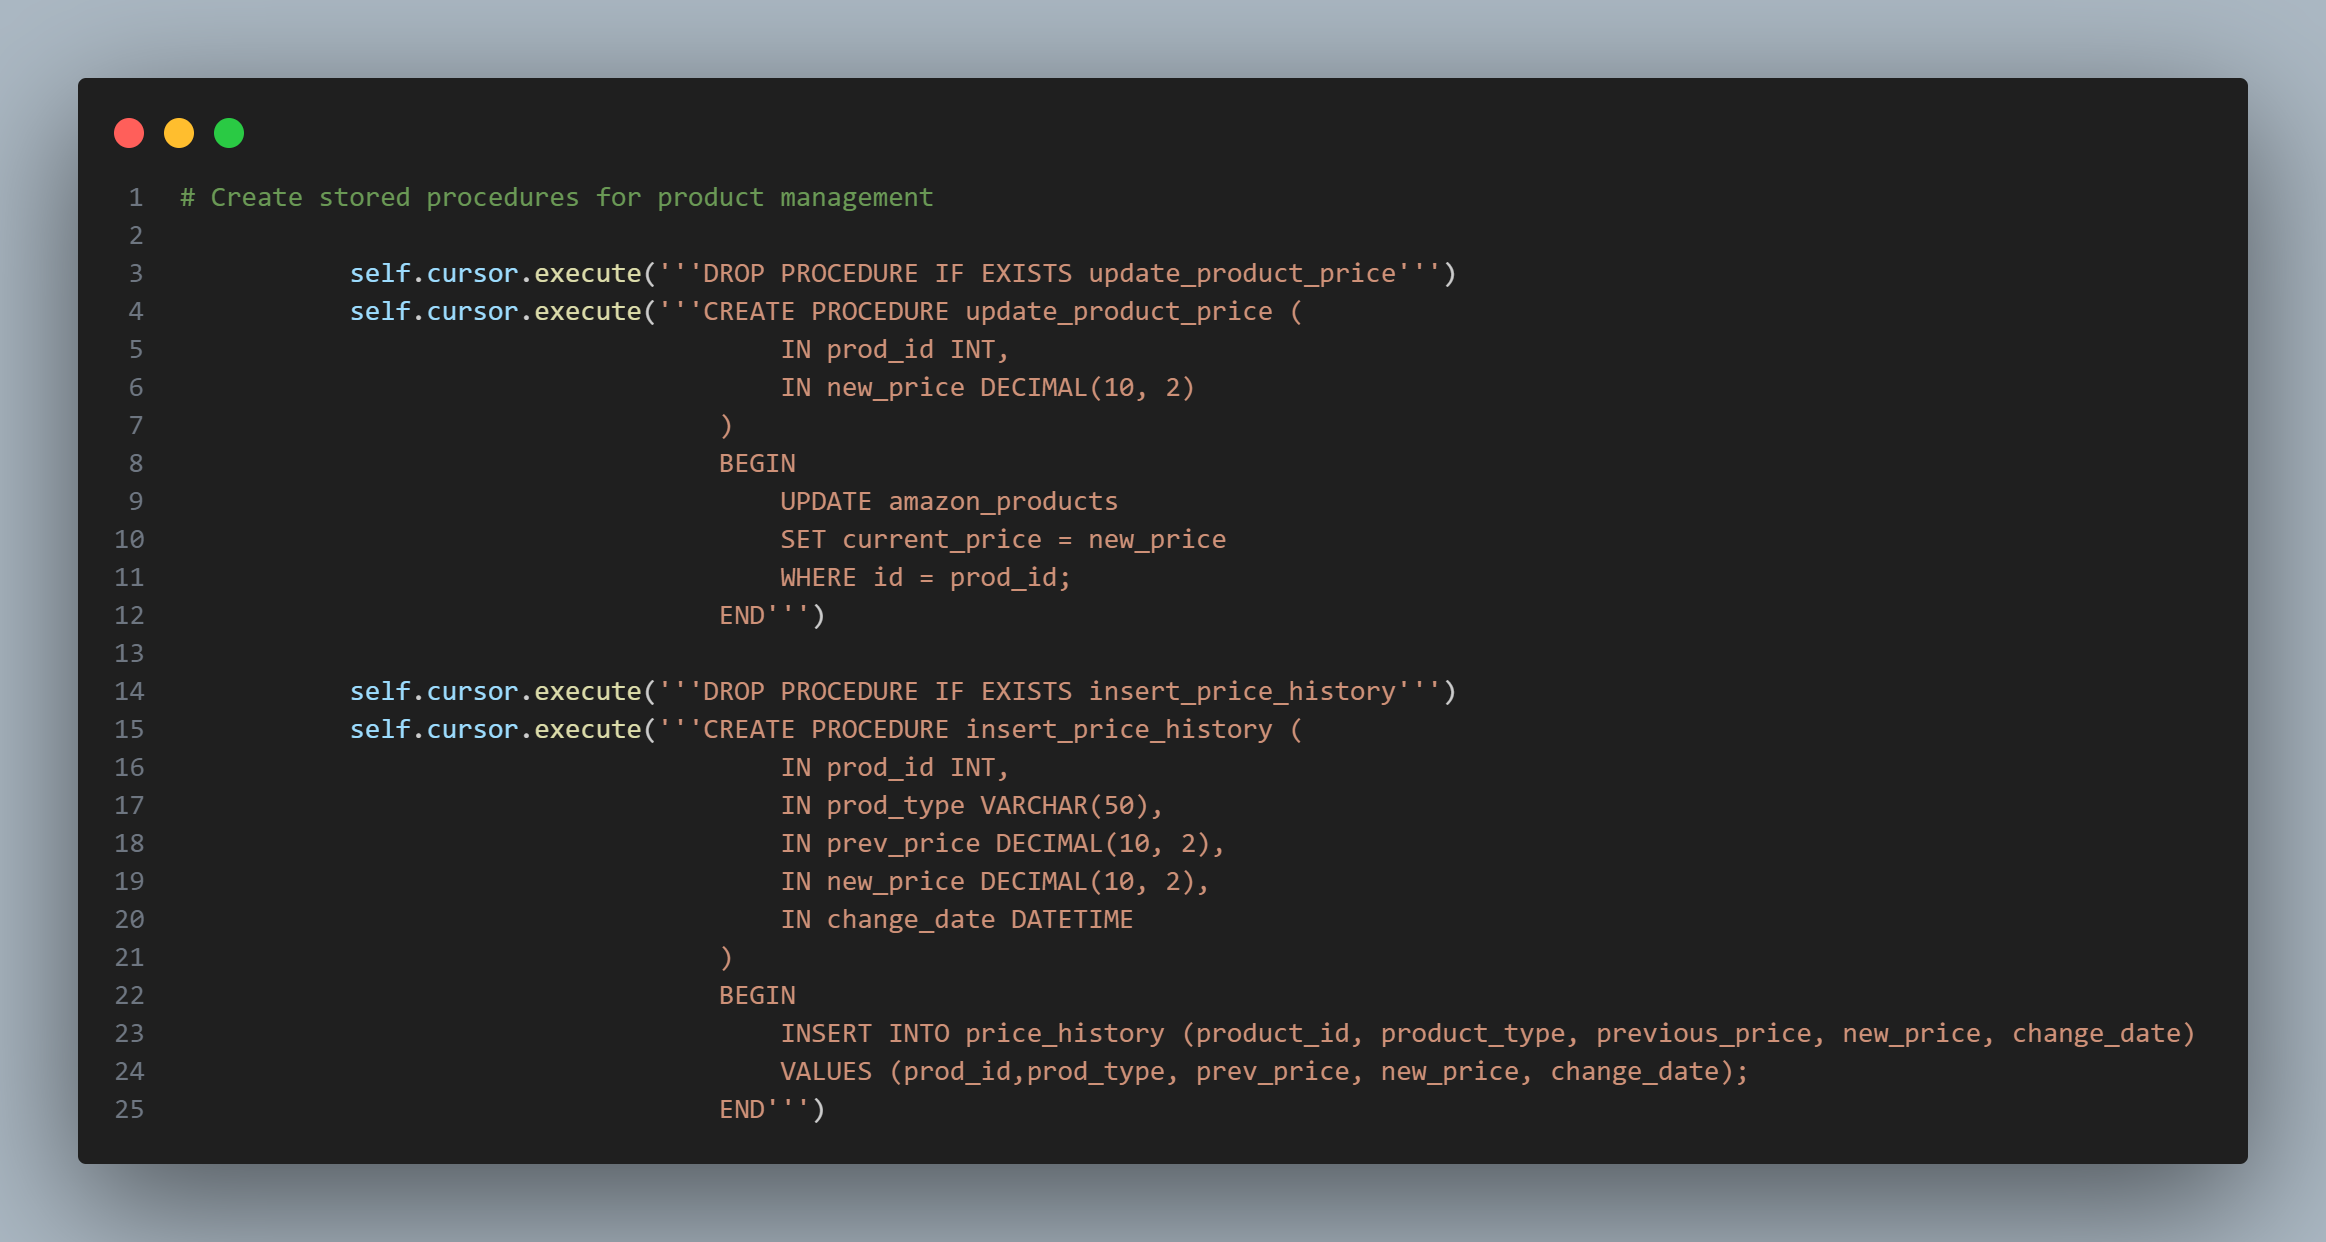 1 # Create stored procedures for product management
2
3 self.cursor.execute('''DROP PROCEDURE IF EXISTS update_product_price''')
4 self.cursor.execute('''CREATE PROCEDURE update_product_price (
5 IN prod_id INT,
6 IN new_price DECIMAL(10, 2)
7 )
8 BEGIN
9 UPDATE amazon_products
10 SET current_price = new_price
11 WHERE id = prod_id;
12 END''')
13
14 self.cursor.execute('''DROP PROCEDURE IF EXISTS insert_price_history''')
15 self.cursor.execute('''CREATE PROCEDURE insert_price_history (
16 IN prod_id INT,
17 IN prod_type VARCHAR(50),
18 IN prev_price DECIMAL(10, 2),
19 IN new_price DECIMAL(10, 2),
20 IN change_date DATETIME
21 )
22 BEGIN
23 INSERT INTO price_history (product_id, product_type, previous_price, new_price, change_date)
24 VALUES (prod_id,prod_type, prev_price, new_price, change_date);
25 END''')